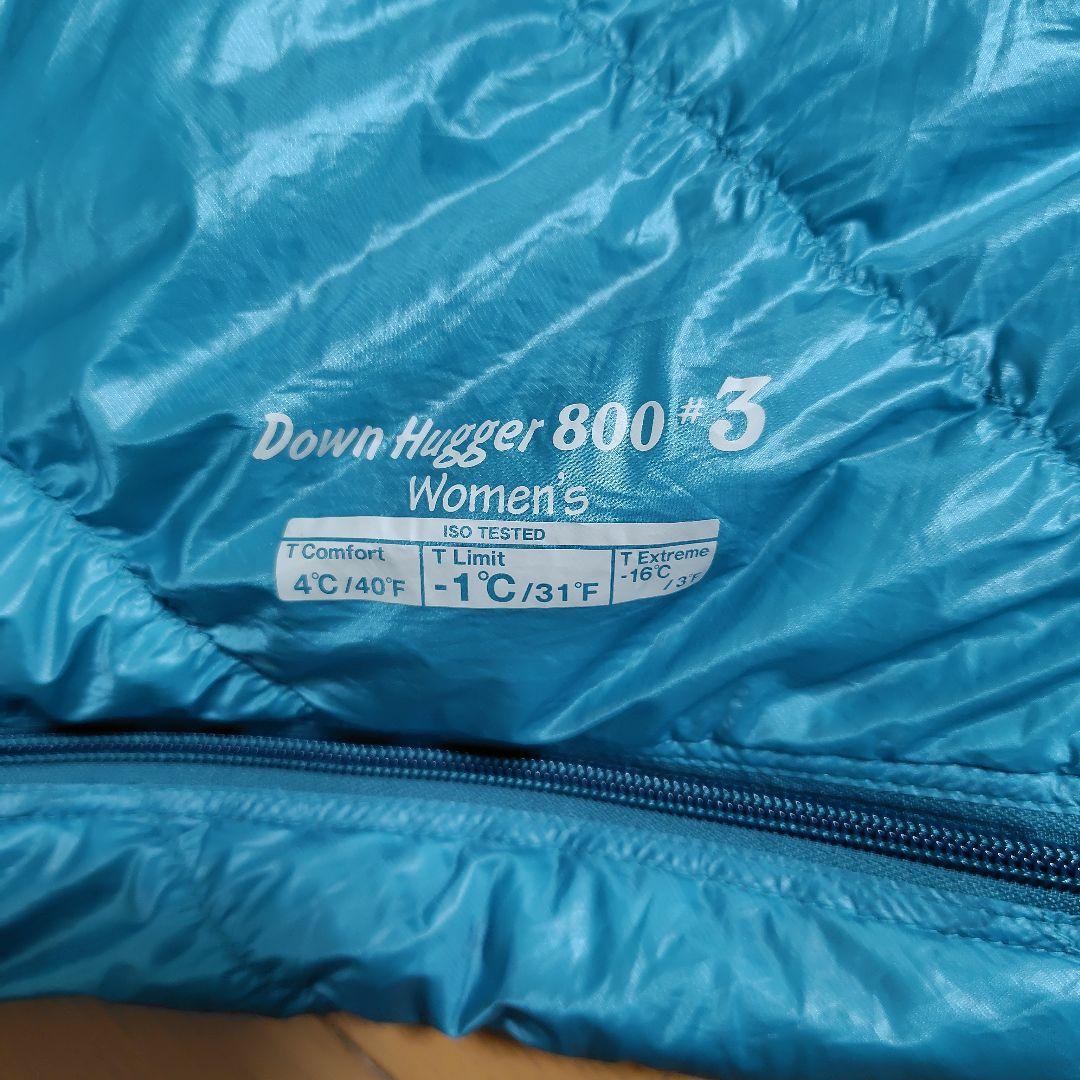 Down Hugger 800 #3
Women's
ISO TESTED
T Comfort T Limit T Extreme
4°C/40°F -1°C/31°F -16°C/3°F